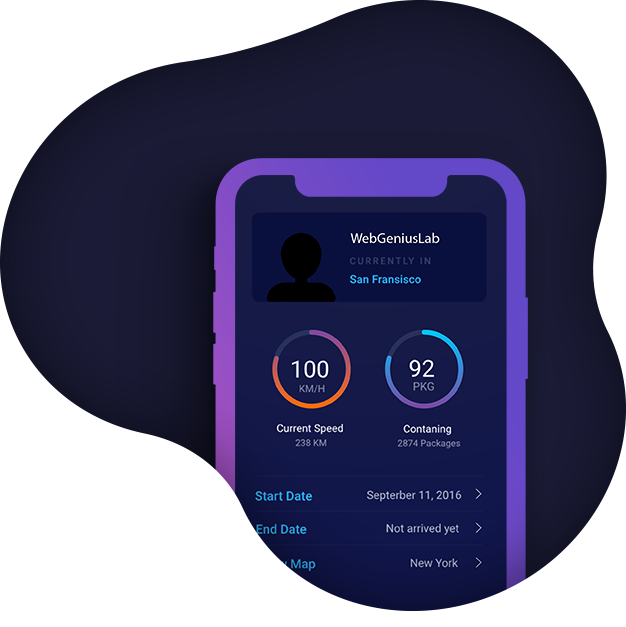 WebGeniusLab
CURRENTLY IN
San Fransisco
100
KM/H
92
PKG
Current Speed
238 KM
Contaning
2874 Packages
Start Date Septerber 11, 2016
End Date Not arrived yet
Map New York